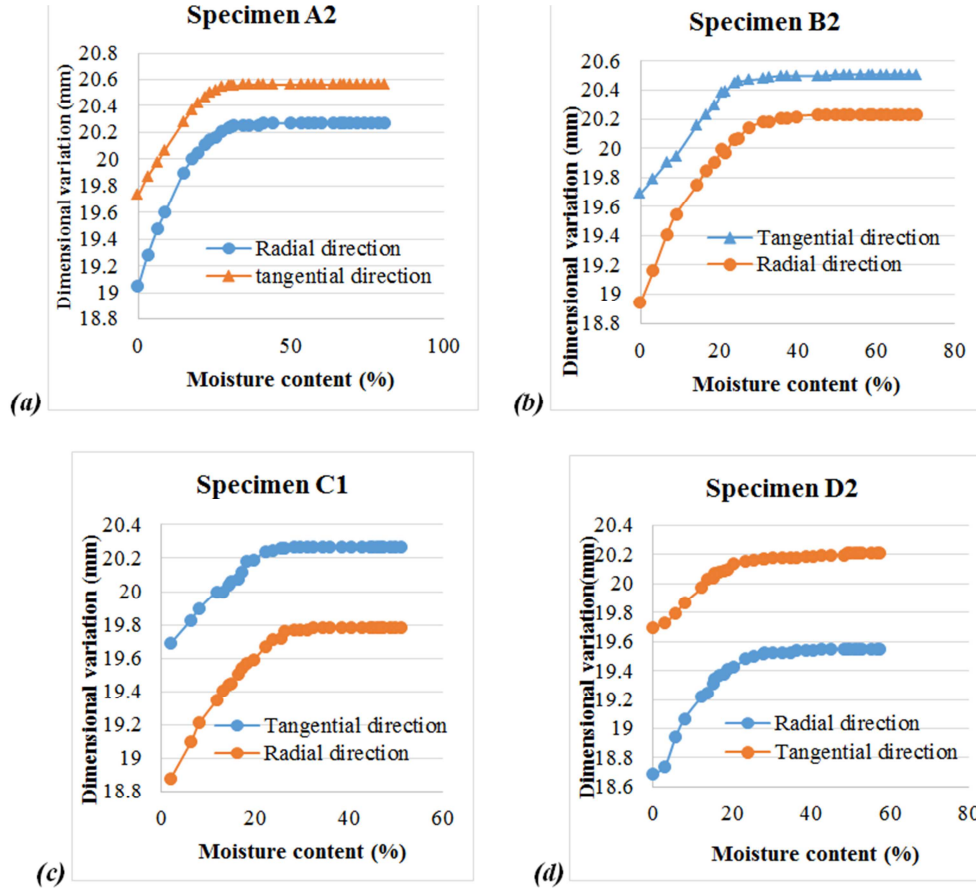 Specimen A2
Dimensional variation (mm)
20.8
20.6
20.4
20.2
20
19.8
19.6
19.4
19.2
19
18.8
Radial direction
tangential direction
0
50
100
Moisture content (%)
(a)
Specimen B2
Dimensional variation (mm)
20.6
20.4
20.2
20
19.8
19.6
19.4
19.2
19
18.8
Tangential direction
Radial direction
0
20
40
60
80
Moisture content (%)
(b)
Specimen C1
Dimensional variation (mm)
20.4
20.2
20
19.8
19.6
19.4
19.2
19
18.8
Tangential direction
Radial direction
0
20
40
60
Moisture content (%)
(c)
Specimen D2
Dimensional variation(mm)
20.4
20.2
20
19.8
19.6
19.4
19.2
19
18.8
18.6
Radial direction
Tangential direction
0
20
40
60
80
Moisture content (%)
(d)